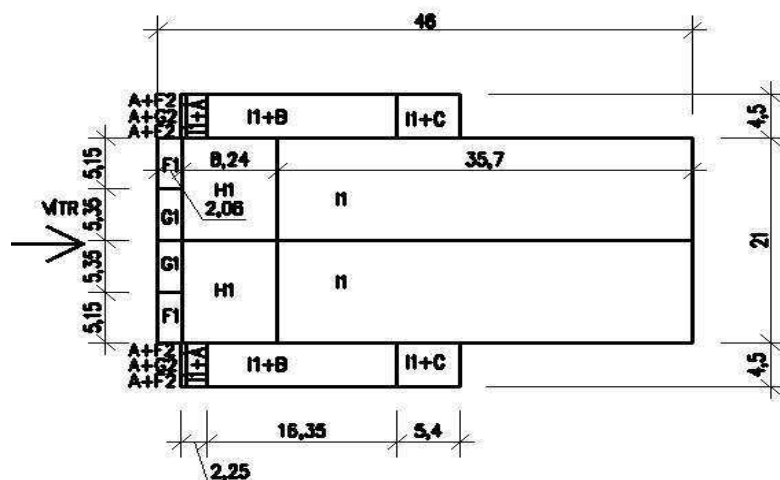 46
A+F2
A+G2
A+F2
I1+A
I1+B
I1+C
4,5
5,15
F1
8,24
35,7
H1
I1
2,06
VÍTR
5,35
G1
21
5,35
G1
H1
I1
5,15
F1
A+F2
A+G2
A+F2
I1+A
I1+B
I1+C
4,5
16,35
5,4
2,25